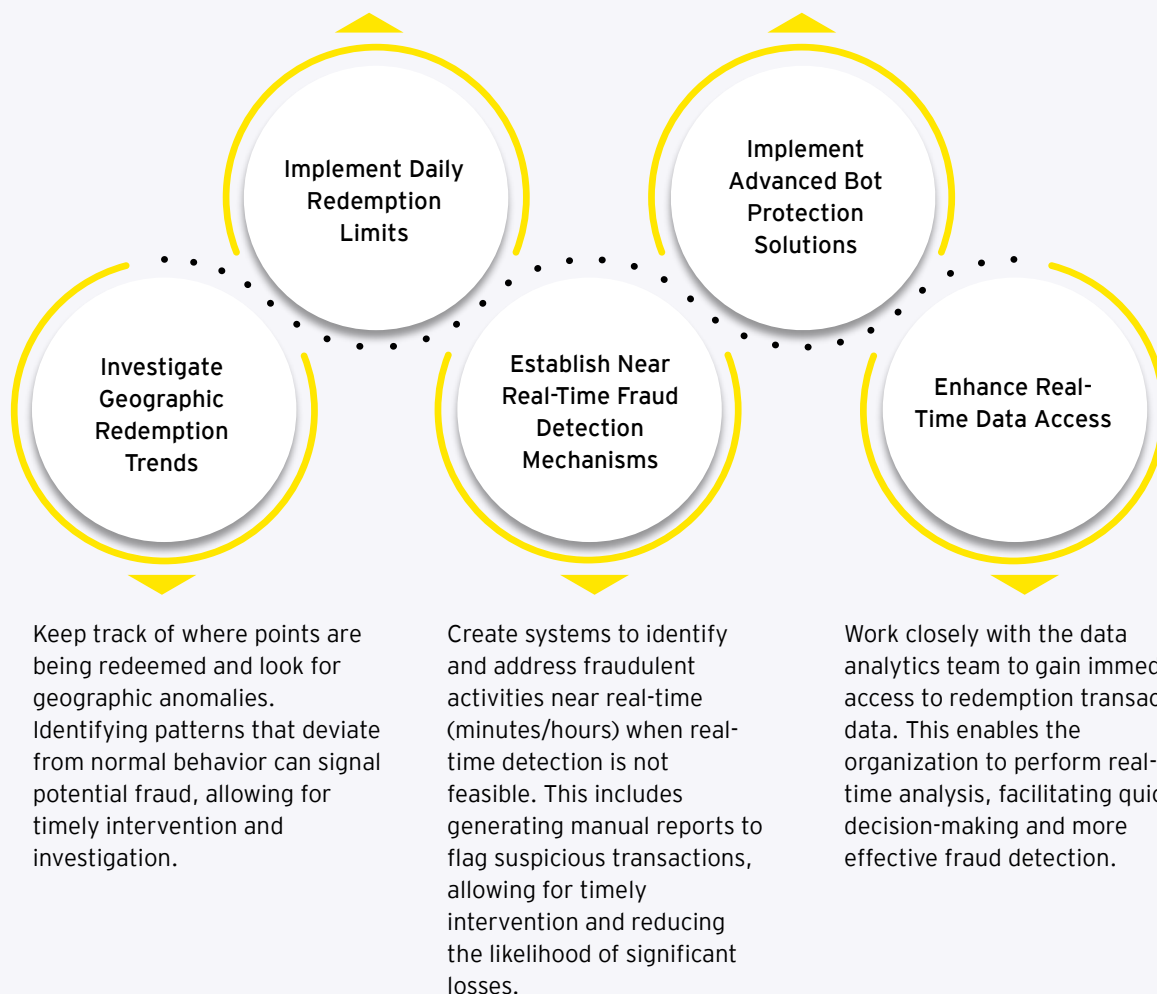 Implement Daily
Redemption
Limits
Implement
Advanced Bot
Protection
Solutions
Investigate
Geographic
Redemption
Trends
Establish Near
Real-Time Fraud
Detection
Mechanisms
Enhance Real-
Time Data Access
Keep track of where points are
being redeemed and look for
geographic anomalies.
Identifying patterns that deviate
from normal behavior can signal
potential fraud, allowing for
timely intervention and
investigation.
Create systems to identify
and address fraudulent
activities near real-time
(minutes/hours) when real-
time detection is not
feasible. This includes
generating manual reports to
flag suspicious transactions,
allowing for timely
intervention and reducing
the likelihood of significant
losses.
Work closely with the data
analytics team to gain
access to redemption
data. This enables the
organization to perform real-
time analysis, facilitating
decision-making and more
effective fraud detection.